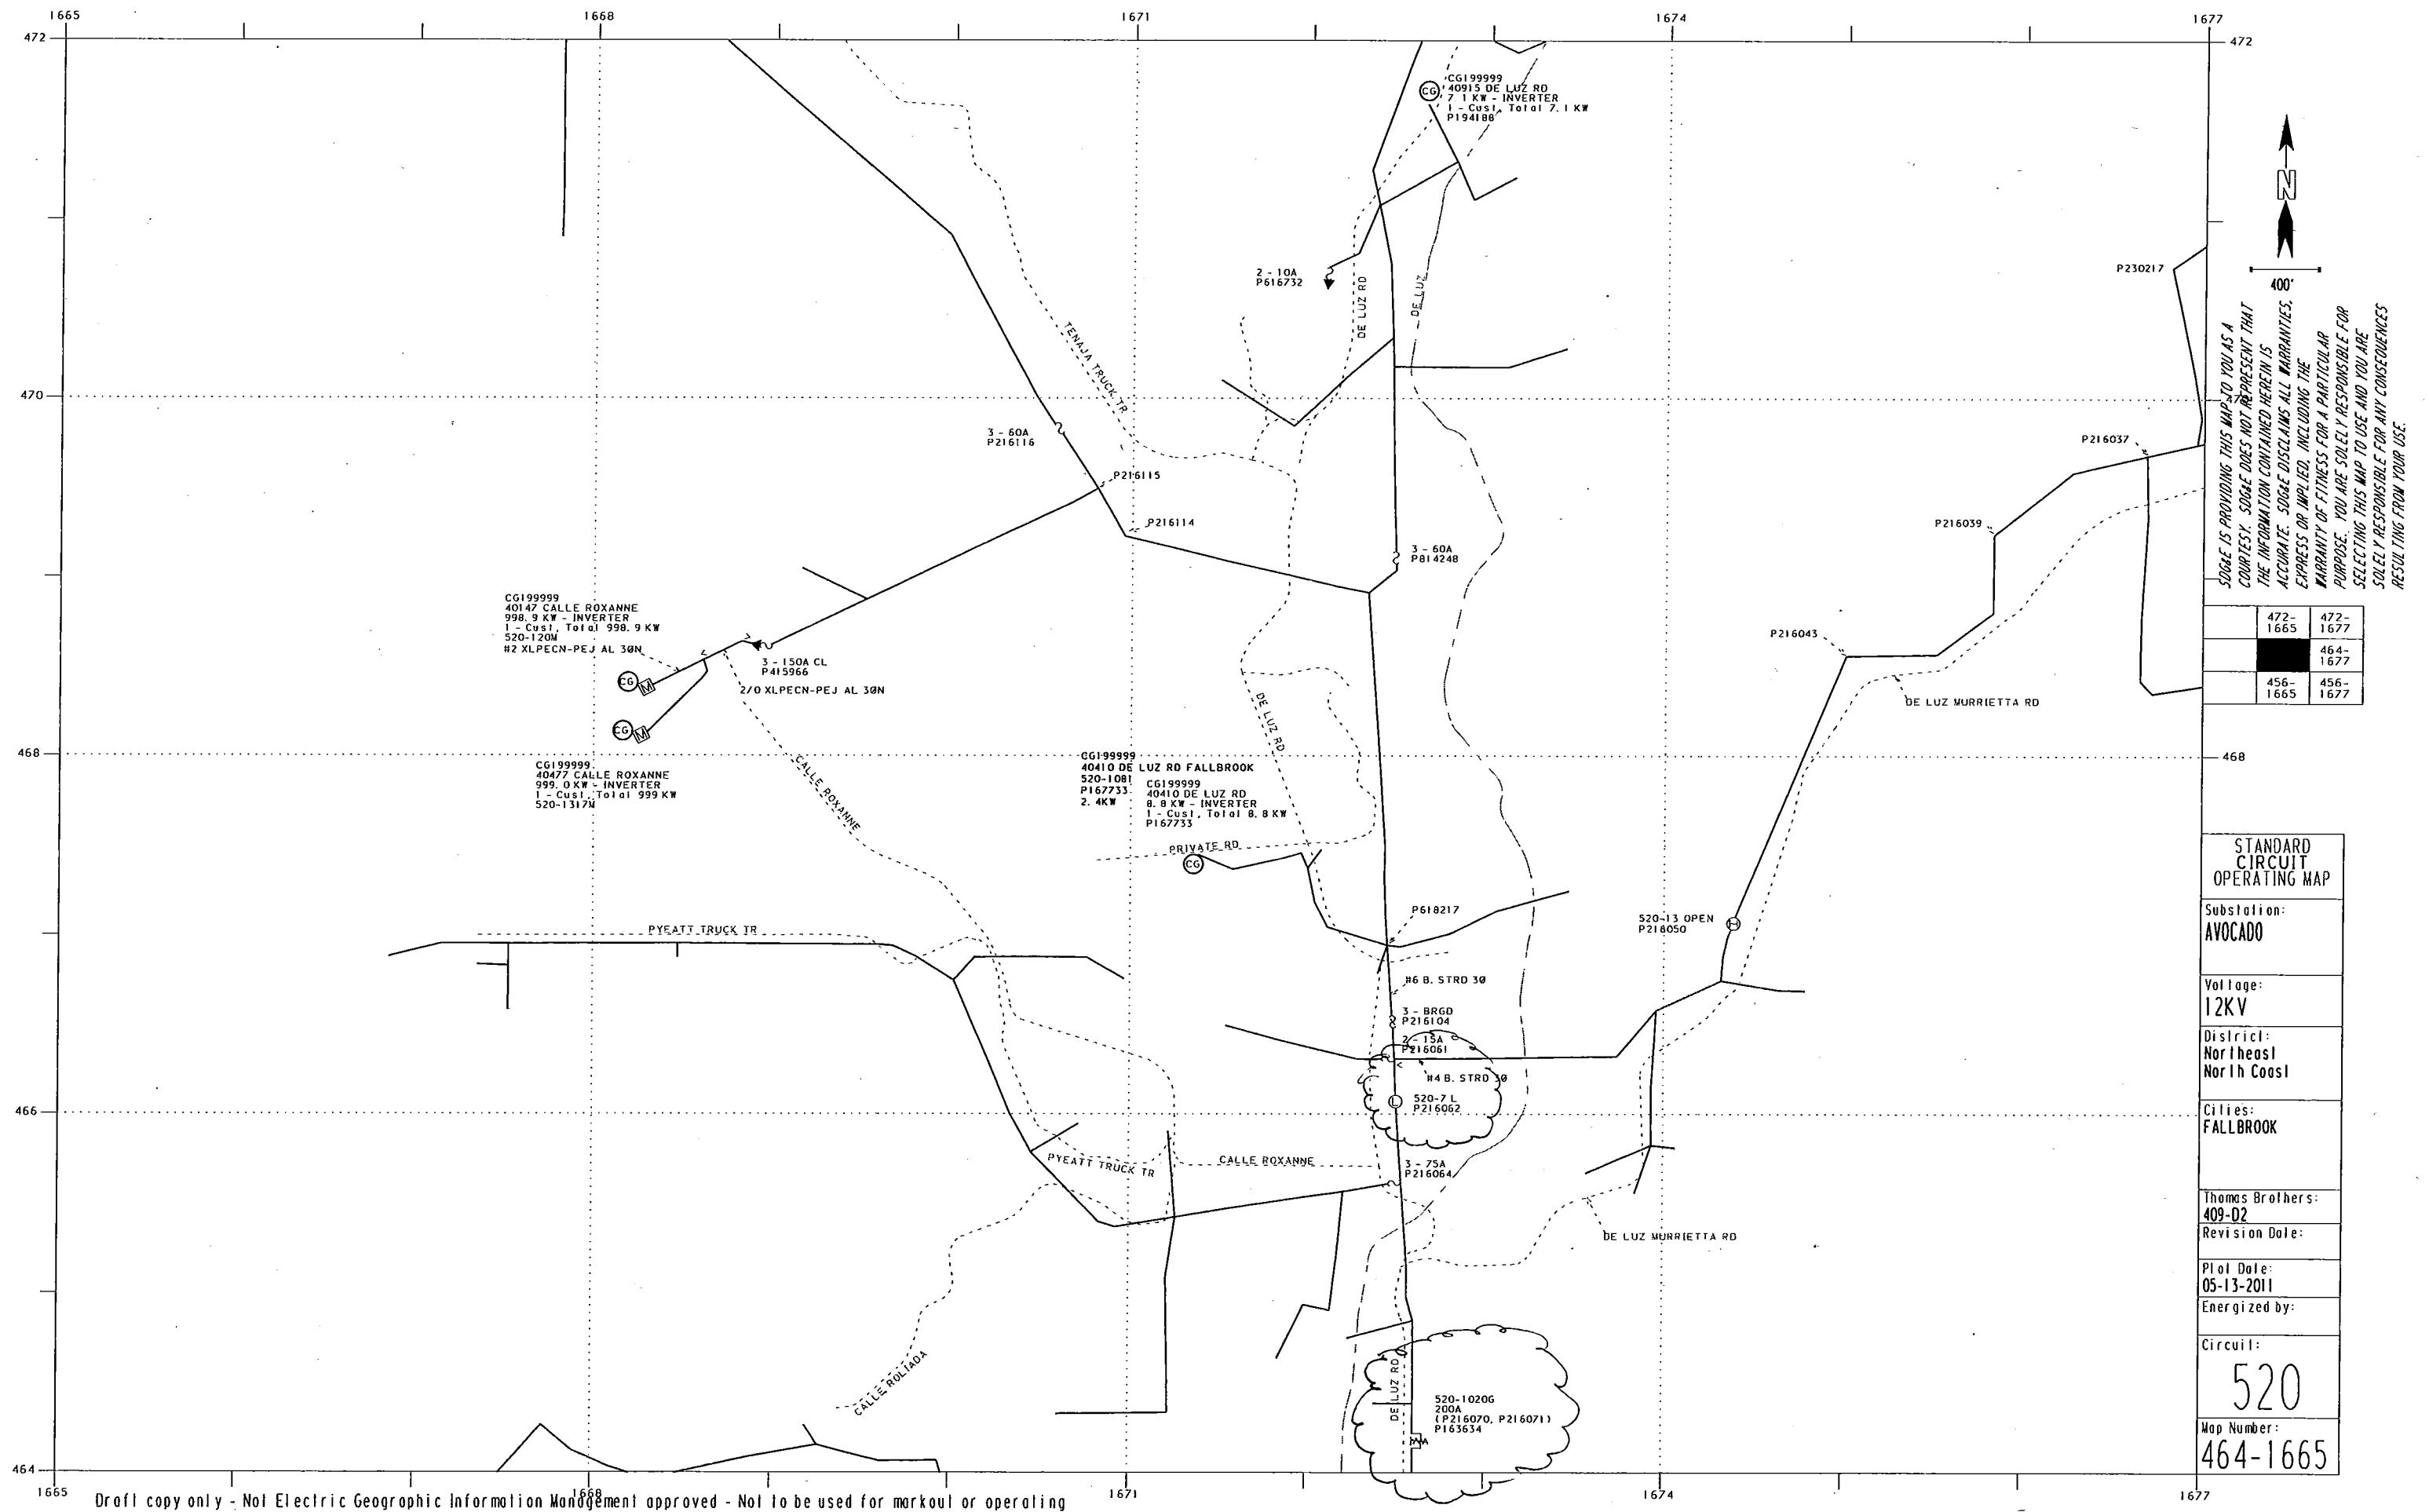 1665
1668
1671
1674
1677
472
472
CG199999
40915 DE LUZ RD
7.1 KW - INVERTER
1 - Cust, Total 7.1 KW
P194188
N
400'
2 - 10A
P616732
DE LUZ RD
DE LUZ
P230217
TENAJA TRUCK TR
470
3 - 60A
P216116
P216115
P216114
3 - 60A
P814248
P216037
P216039
P216043
SDG&E IS PROVIDING THIS MAP TO YOU AS A
COURTESY. SDG&E DOES NOT REPRESENT THAT
THE INFORMATION CONTAINED HEREIN IS
ACCURATE. SDG&E DISCLAIMS ALL WARRANTIES,
EXPRESS OR IMPLIED, INCLUDING THE
WARRANTY OF FITNESS FOR A PARTICULAR
PURPOSE. YOU ARE SOLELY RESPONSIBLE FOR
SELECTING THIS MAP TO USE AND YOU ARE
SOLELY RESPONSIBLE FOR ANY CONSEQUENCES
RESULTING FROM YOUR USE.
472-
1665
472-
1677
464-
1677
456-
1665
456-
1677
CG199999
40147 CALLE ROXANNE
998.9 KW - INVERTER
1 - Cust, Total 998.9 KW
520-120M
#2 XLPECN-PEJ AL 3ØN
CG
M
3 - 150A CL
P415966
2/0 XLPECN-PEJ AL 3ØN
CG
M
DE LUZ RD
DE LUZ MURRIETTA RD
468
468
CG199999
40477 CALLE ROXANNE
999.0 KW - INVERTER
1 - Cust, Total 999 KW
520-1317M
CALLE ROXANNE
CG199999
40410 DE LUZ RD FALLBROOK
520-1081
P167733
2.4KW
CG199999
40410 DE LUZ RD
8.8 KW - INVERTER
1 - Cust, Total 8.8 KW
P167733
PRIVATE RD
CG
CG
P618217
520-13 OPEN
P216050
PYEATT TRUCK TR
#6 B. STRD 3Ø
3 - BRGD
P216104
2 - 15A
P216061
#4 B. STRD 3Ø
520-7 L
P216062
466
PYEATT TRUCK TR
CALLE ROXANNE
3 - 75A
P216064
DE LUZ MURRIETTA RD
CALLE ROLIADA
DE LUZ RD
520-1020G
200A
(P216070, P216071)
P163634
464
1665
1668
1671
1674
1677
STANDARD
CIRCUIT
OPERATING MAP
Substation:
AVOCADO
Voltage:
12KV
District:
Northeast
North Coast
Cities:
FALLBROOK
Thomas Brothers:
409-D2
Revision Date:
Plot Date:
05-13-2011
Energized by:
Circuit:
520
Map Number:
464-1665
Draft copy only - Not Electric Geographic Information Management approved - Not to be used for markout or operating